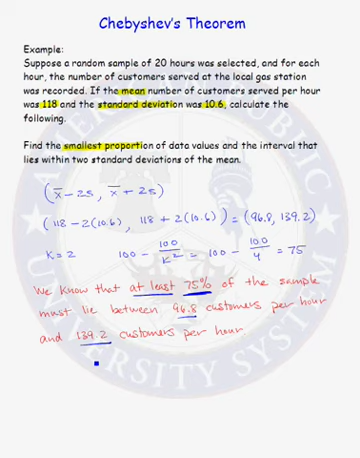 Chebyshev's Theorem
Example:
Suppose a random sample of 20 hours was selected, and for each
hour, the number of customers served at the local gas station
was recorded. If the mean number of customers served per hour
was 118 and the standard deviation was 10.6, calculate the
following.
Find the smallest proportion of data values and the interval that
lies within two standard deviations of the mean.
(x̄ - 2s, x̄ + 2s)
(118 - 2(10.6), 118 + 2(10.6)) = (96.8, 139.2)
K = 2 100 - 100/K² = 100 - 100/4 = 75
We know that at least 75% of the sample
must lie between 96.8 customers per hour
and 139.2 customers per hour.
AMERICAN
UNIVERSITY SYSTEM